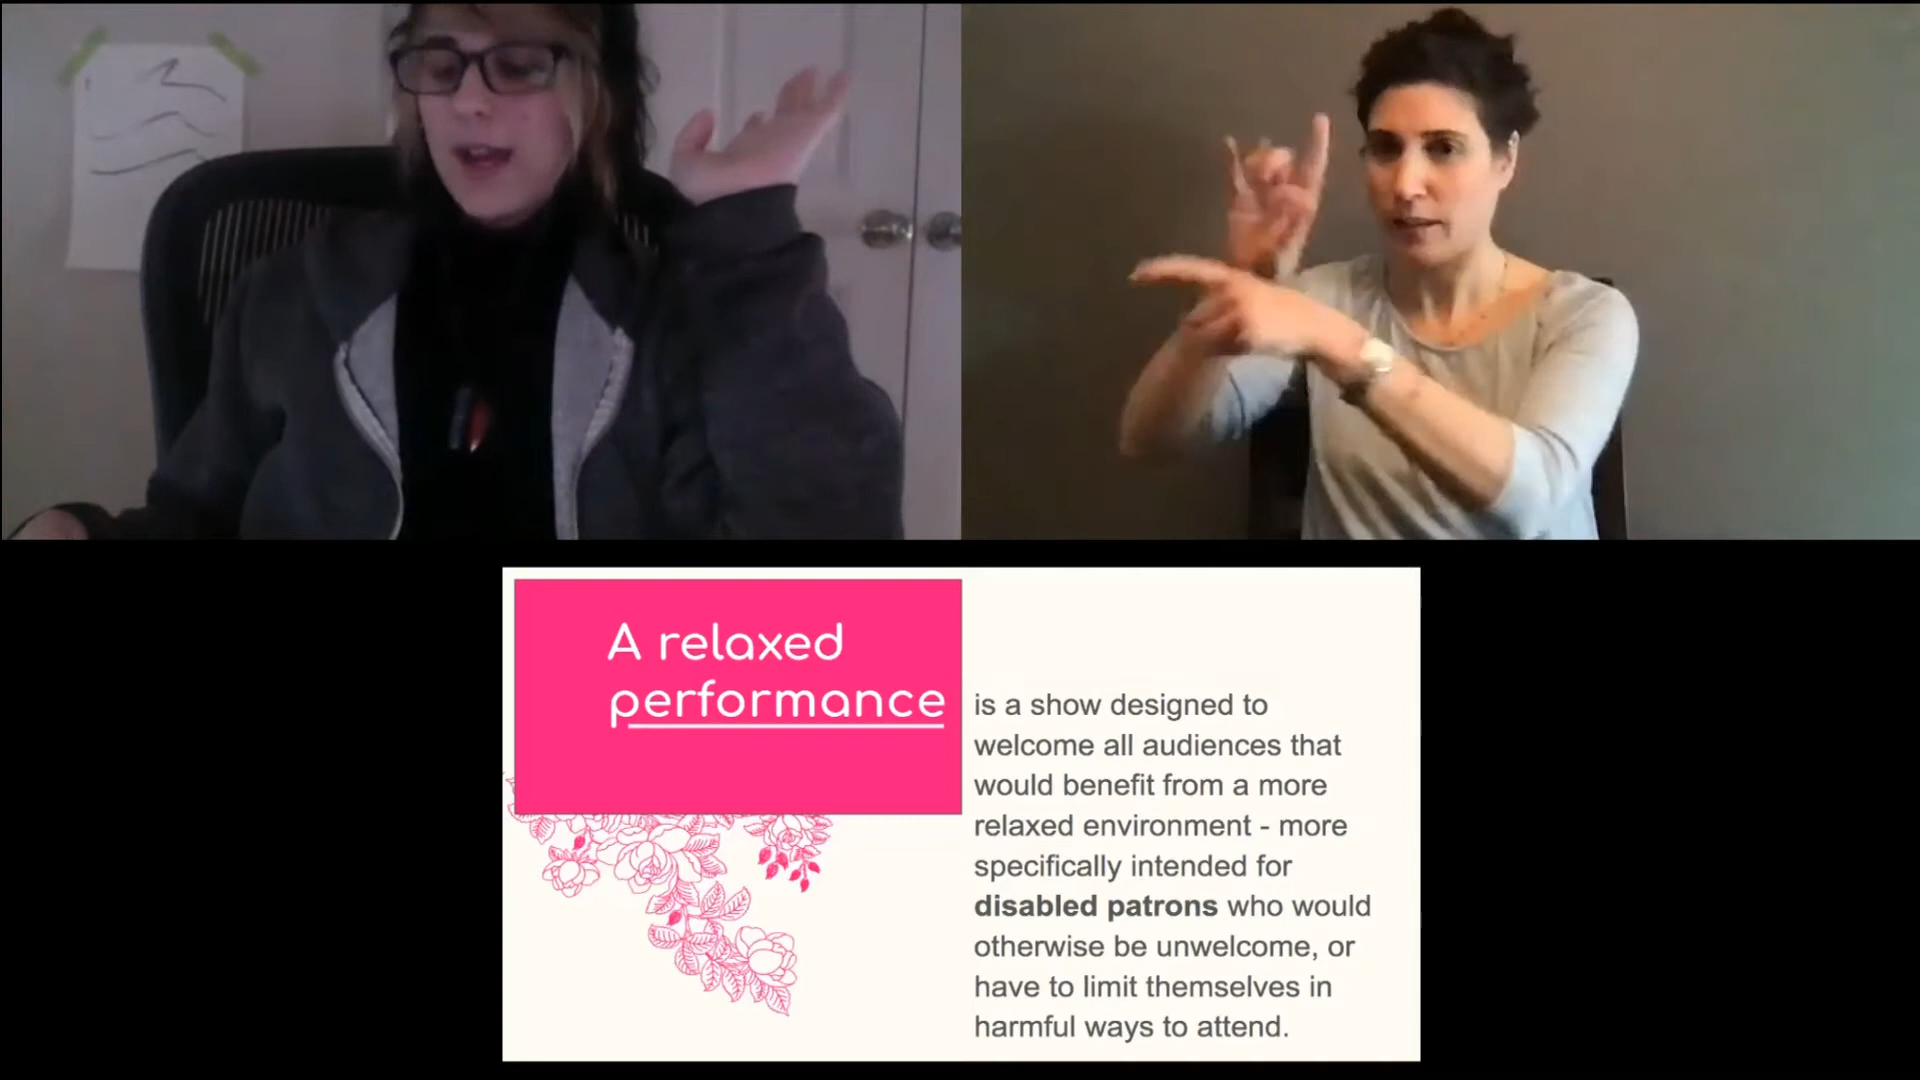 A relaxed
performance
is a show designed to
welcome all audiences that
would benefit from a more
relaxed environment - more
specifically intended for
disabled patrons who would
otherwise be unwelcome, or
have to limit themselves in
harmful ways to attend.